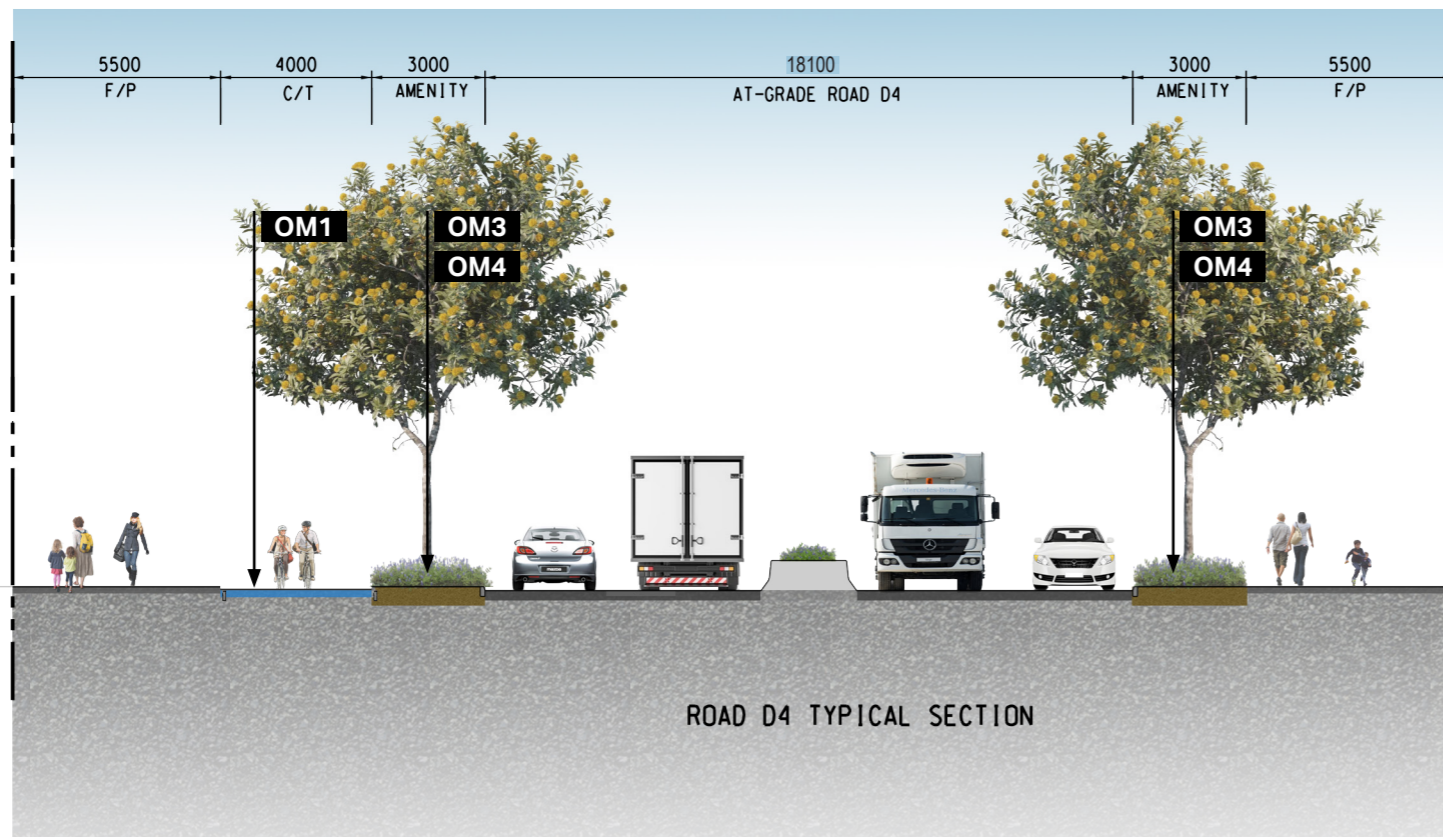 5500
F/P
4000
C/T
3000
AMENITY
18100
AT-GRADE ROAD D4
3000
AMENITY
5500
F/P
OM1
OM3
OM4
OM3
OM4
ROAD D4 TYPICAL SECTION